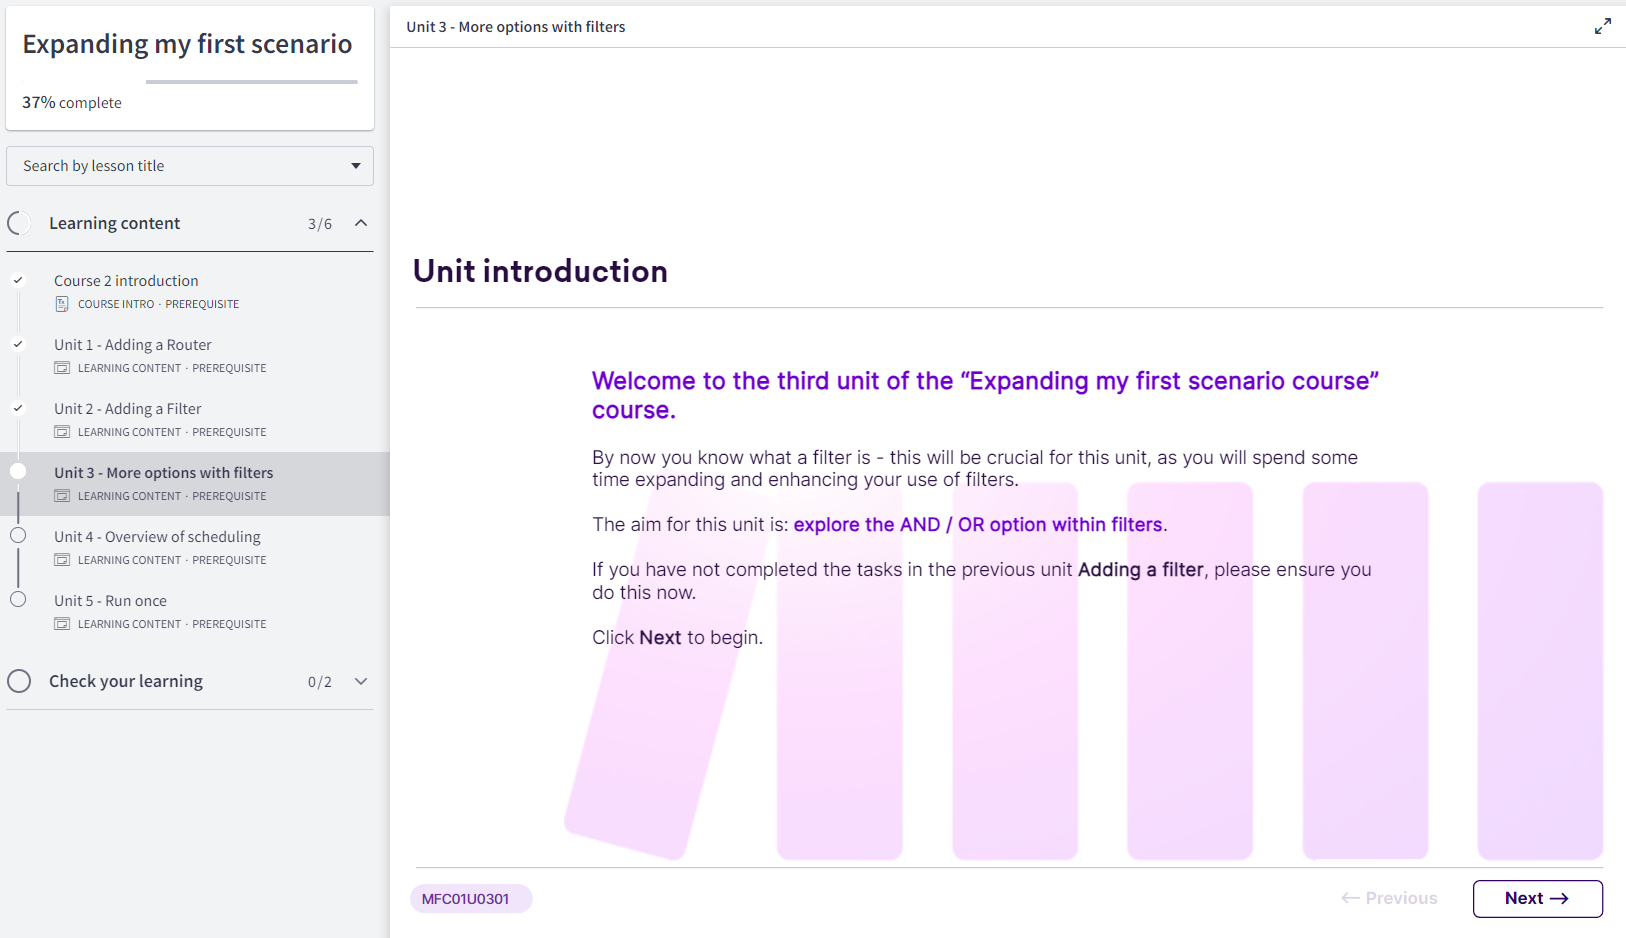 Expanding my first scenario
37% complete
Search by lesson title
Learning content 3/6
Course 2 introduction
COURSE INTRO · PREREQUISITE
Unit 1 - Adding a Router
LEARNING CONTENT · PREREQUISITE
Unit 2 - Adding a Filter
LEARNING CONTENT · PREREQUISITE
Unit 3 - More options with filters
LEARNING CONTENT · PREREQUISITE
Unit 4 - Overview of scheduling
LEARNING CONTENT · PREREQUISITE
Unit 5 - Run once
LEARNING CONTENT · PREREQUISITE
Check your learning 0/2
Unit 3 - More options with filters
Unit introduction
Welcome to the third unit of the “Expanding my first scenario course”
course.
By now you know what a filter is - this will be crucial for this unit, as you will spend some
time expanding and enhancing your use of filters.
The aim for this unit is: explore the AND / OR option within filters.
If you have not completed the tasks in the previous unit Adding a filter, please ensure you
do this now.
Click Next to begin.
MFC01U0301
← Previous
Next →